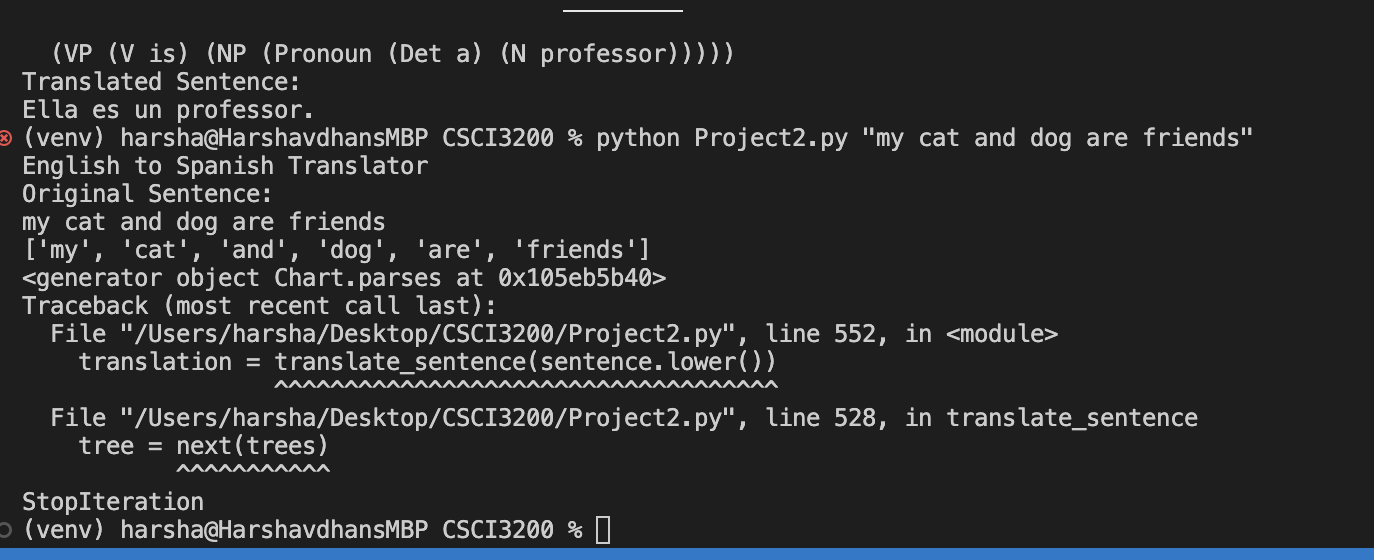 (VP (V is) (NP (Pronoun (Det a) (N professor)))))
Translated Sentence:
Ella es un professor.
(venv) harsha@HarshavdhansMBP CSCI3200 % python Project2.py "my cat and dog are friends"
English to Spanish Translator
Original Sentence:
my cat and dog are friends
['my', 'cat', 'and', 'dog', 'are', 'friends']
<generator object Chart.parses at 0x105eb5b40>
Traceback (most recent call last):
  File "/Users/harsha/Desktop/CSCI3200/Project2.py", line 552, in <module>
    translation = translate_sentence(sentence.lower())
                  ^^^^^^^^^^^^^^^^^^^^^^^^^^^^^^^^^^^^
  File "/Users/harsha/Desktop/CSCI3200/Project2.py", line 528, in translate_sentence
    tree = next(trees)
           ^^^^^^^^^^^
StopIteration
(venv) harsha@HarshavdhansMBP CSCI3200 %